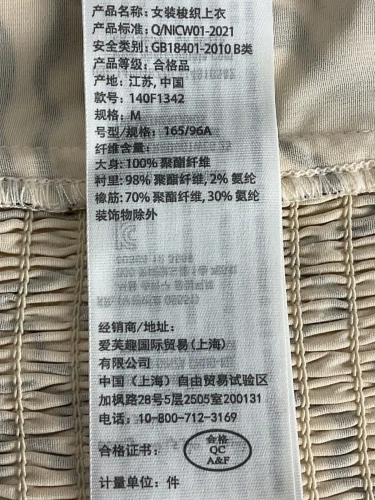 产品名称：女装梭织上衣
产品标准：Q/NICW01-2021
安全类别：GB18401-2010 B类
产品等级：合格品
产地：江苏, 中国
款号：140F1342
规格：M
号型/规格：165/96A
纤维含量：
大身：100% 聚酯纤维
衬里：98% 聚酯纤维, 2% 氨纶
橡筋：70% 聚酯纤维, 30% 氨纶
装饰物除外
经销商/地址：
爱芙趣国际贸易(上海)
有限公司
中国（上海）自由贸易试验区
加枫路28号5层2505室200131
电话：10-800-712-3169
合格证书：
合格
QC
A&F
计量单位：件